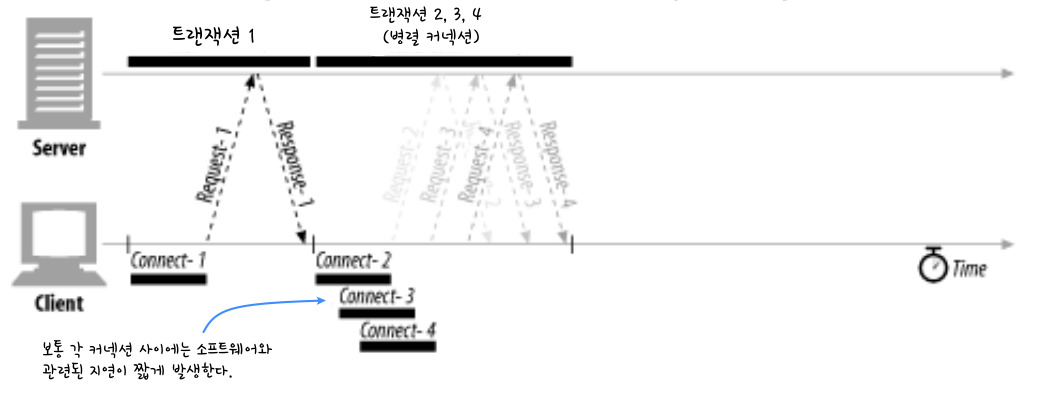 트랜잭션 1
트랜잭션 2, 3, 4
(병렬 커넥션)
Server
Request- 1
Response- 1
Request-2
Request-3
Request-4
2
Response-3
Response-4
Connect- 1
Connect- 2
Connect- 3
Connect- 4
Time
Client
보통 각 커넥션 사이에는 소프트웨어와
관련된 지연이 짧게 발생한다.